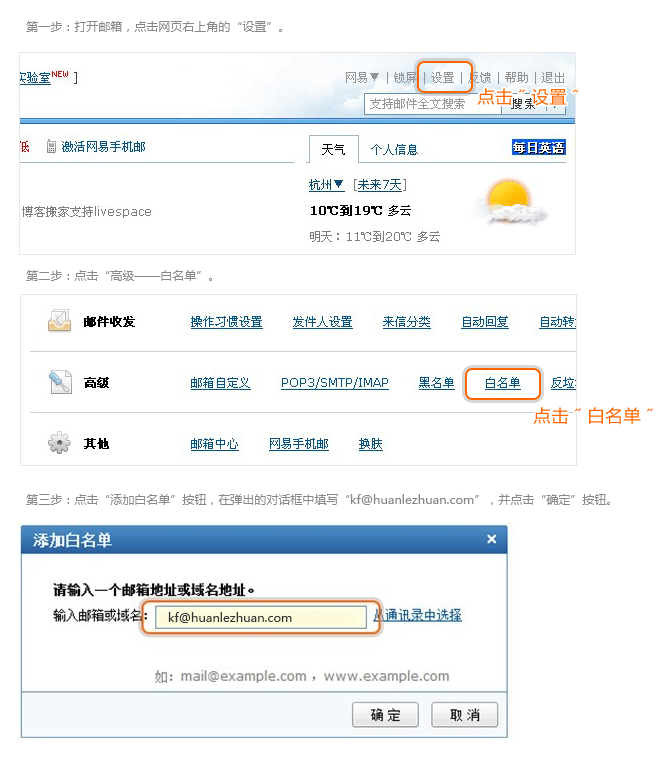 第一步：打开邮箱，点击网页右上角的“设置”。
实验室NEW ]
网易▼ | 锁屏 | 设置 | 反馈 | 帮助 | 退出
支持邮件全文搜索 搜索
点击"设置"
低 激活网易手机邮
天气 个人信息 每日英语
杭州▼ [未来7天]
博客搬家支持livespace
10℃到19℃ 多云
明天：11℃到20℃ 多云
第二步：点击“高级——白名单”。
邮件收发 操作习惯设置 发件人设置 来信分类 自动回复 自动转
高级 邮箱自定义 POP3/SMTP/IMAP 黑名单 白名单 反垃
点击"白名单"
其他 邮箱中心 网易手机邮 换肤
第三步：点击“添加白名单”按钮，在弹出的对话框中填写“kf@huanlezhuan.com”，并点击“确定”按钮。
添加白名单 ×
请输入一个邮箱地址或域名地址。
输入邮箱或域名： kf@huanlezhuan.com 从通讯录中选择
如：mail@example.com ，www.example.com
确 定 取 消